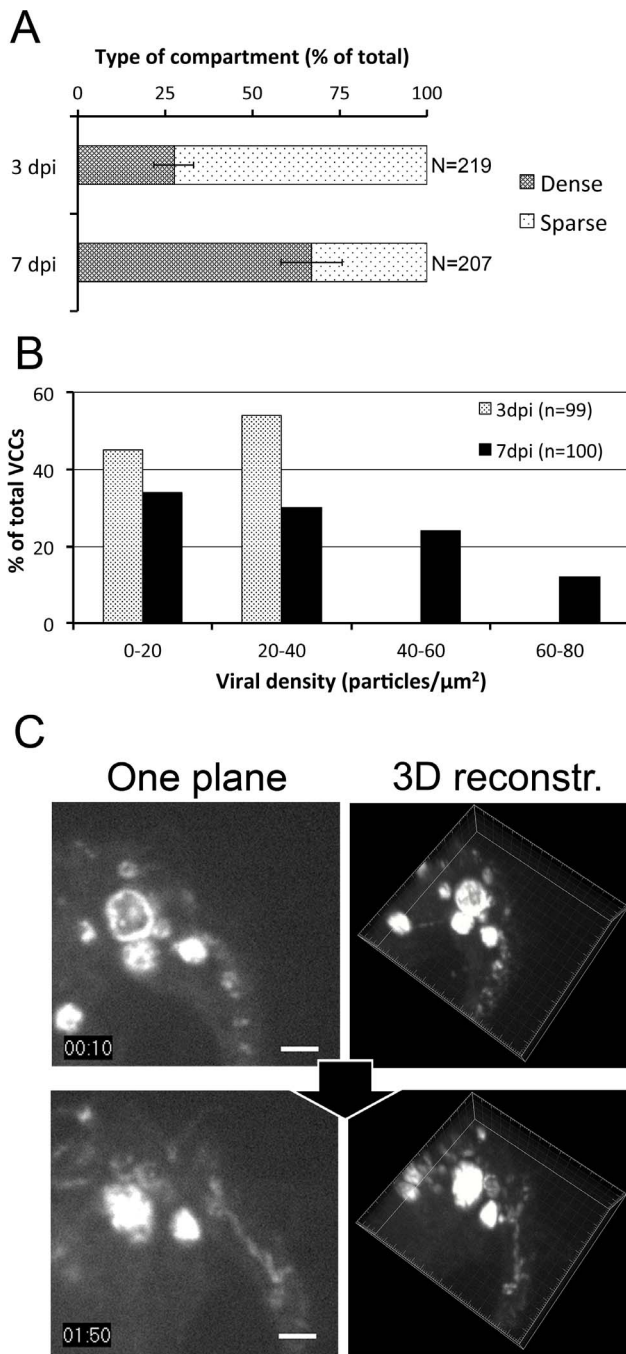 A
Type of compartment (% of total)
0 25 50 75 100
3 dpi
N=219
7 dpi
N=207
Dense
Sparse
B
% of total VCCs
60
40
20
0
3dpi (n=99)
7dpi (n=100)
0-20 20-40 40-60 60-80
Viral density (particles/µm²)
C
One plane 3D reconstr.
00:10
01:50